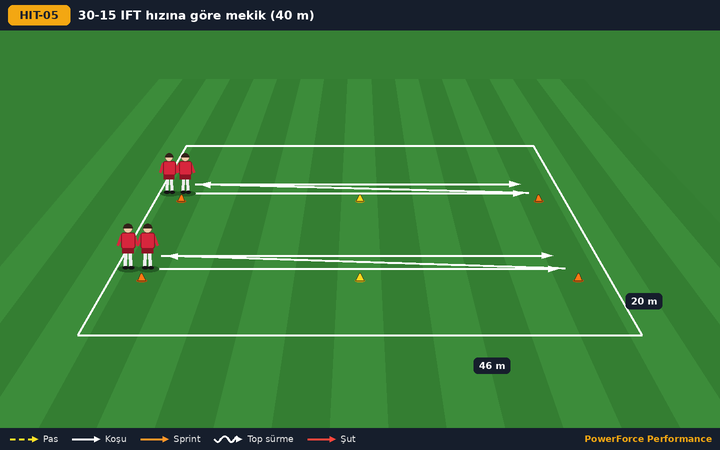 HIT-05 30-15 IFT hızına göre mekik (40 m)
20 m
46 m
Pas Koşu Sprint Top sürme Şut PowerForce Performance